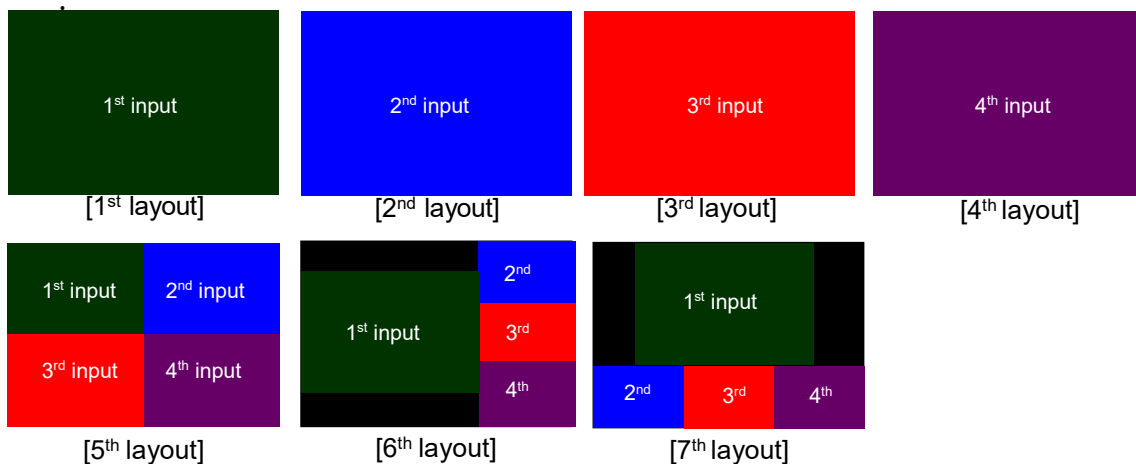 1st input
2nd input
3rd input
4th input
[1st layout]
[2nd layout]
[3rd layout]
[4th layout]
1st input
2nd input
3rd input
4th input
[5th layout]
1st input
2nd
3rd
4th
[6th layout]
1st input
2nd
3rd
4th
[7th layout]